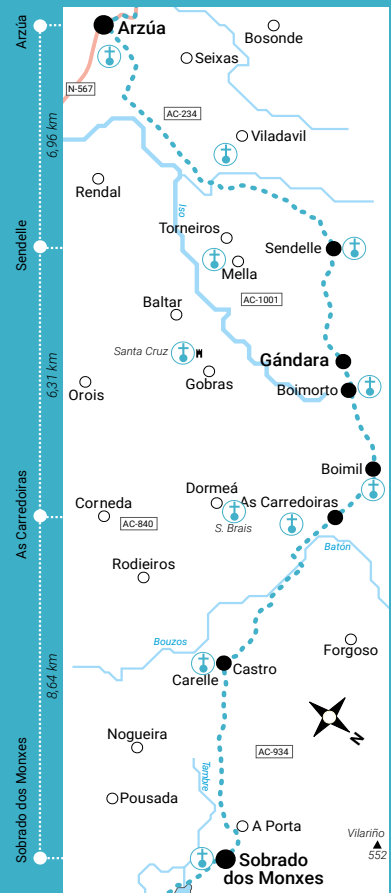 Arzúa
6,96 km
Sendelle
6,31 km
As Carredoiras
8,64 km
Sobrado dos Monxes
Arzúa
Bosonde
Seixas
N-567
AC-234
Viladavil
Rendal
Iso
Torneiros
Sendelle
Mella
AC-1001
Baltar
Santa Cruz
Gándara
Gobras
Orois
Boimorto
Boimil
Dormeá
As Carredoiras
Corneda
AC-840
S. Brais
Batón
Rodieiros
Bouzos
Forgoso
Castro
Carelle
N
Nogueira
AC-934
Tambre
Pousada
A Porta
Vilariño
552
Sobrado
dos Monxes